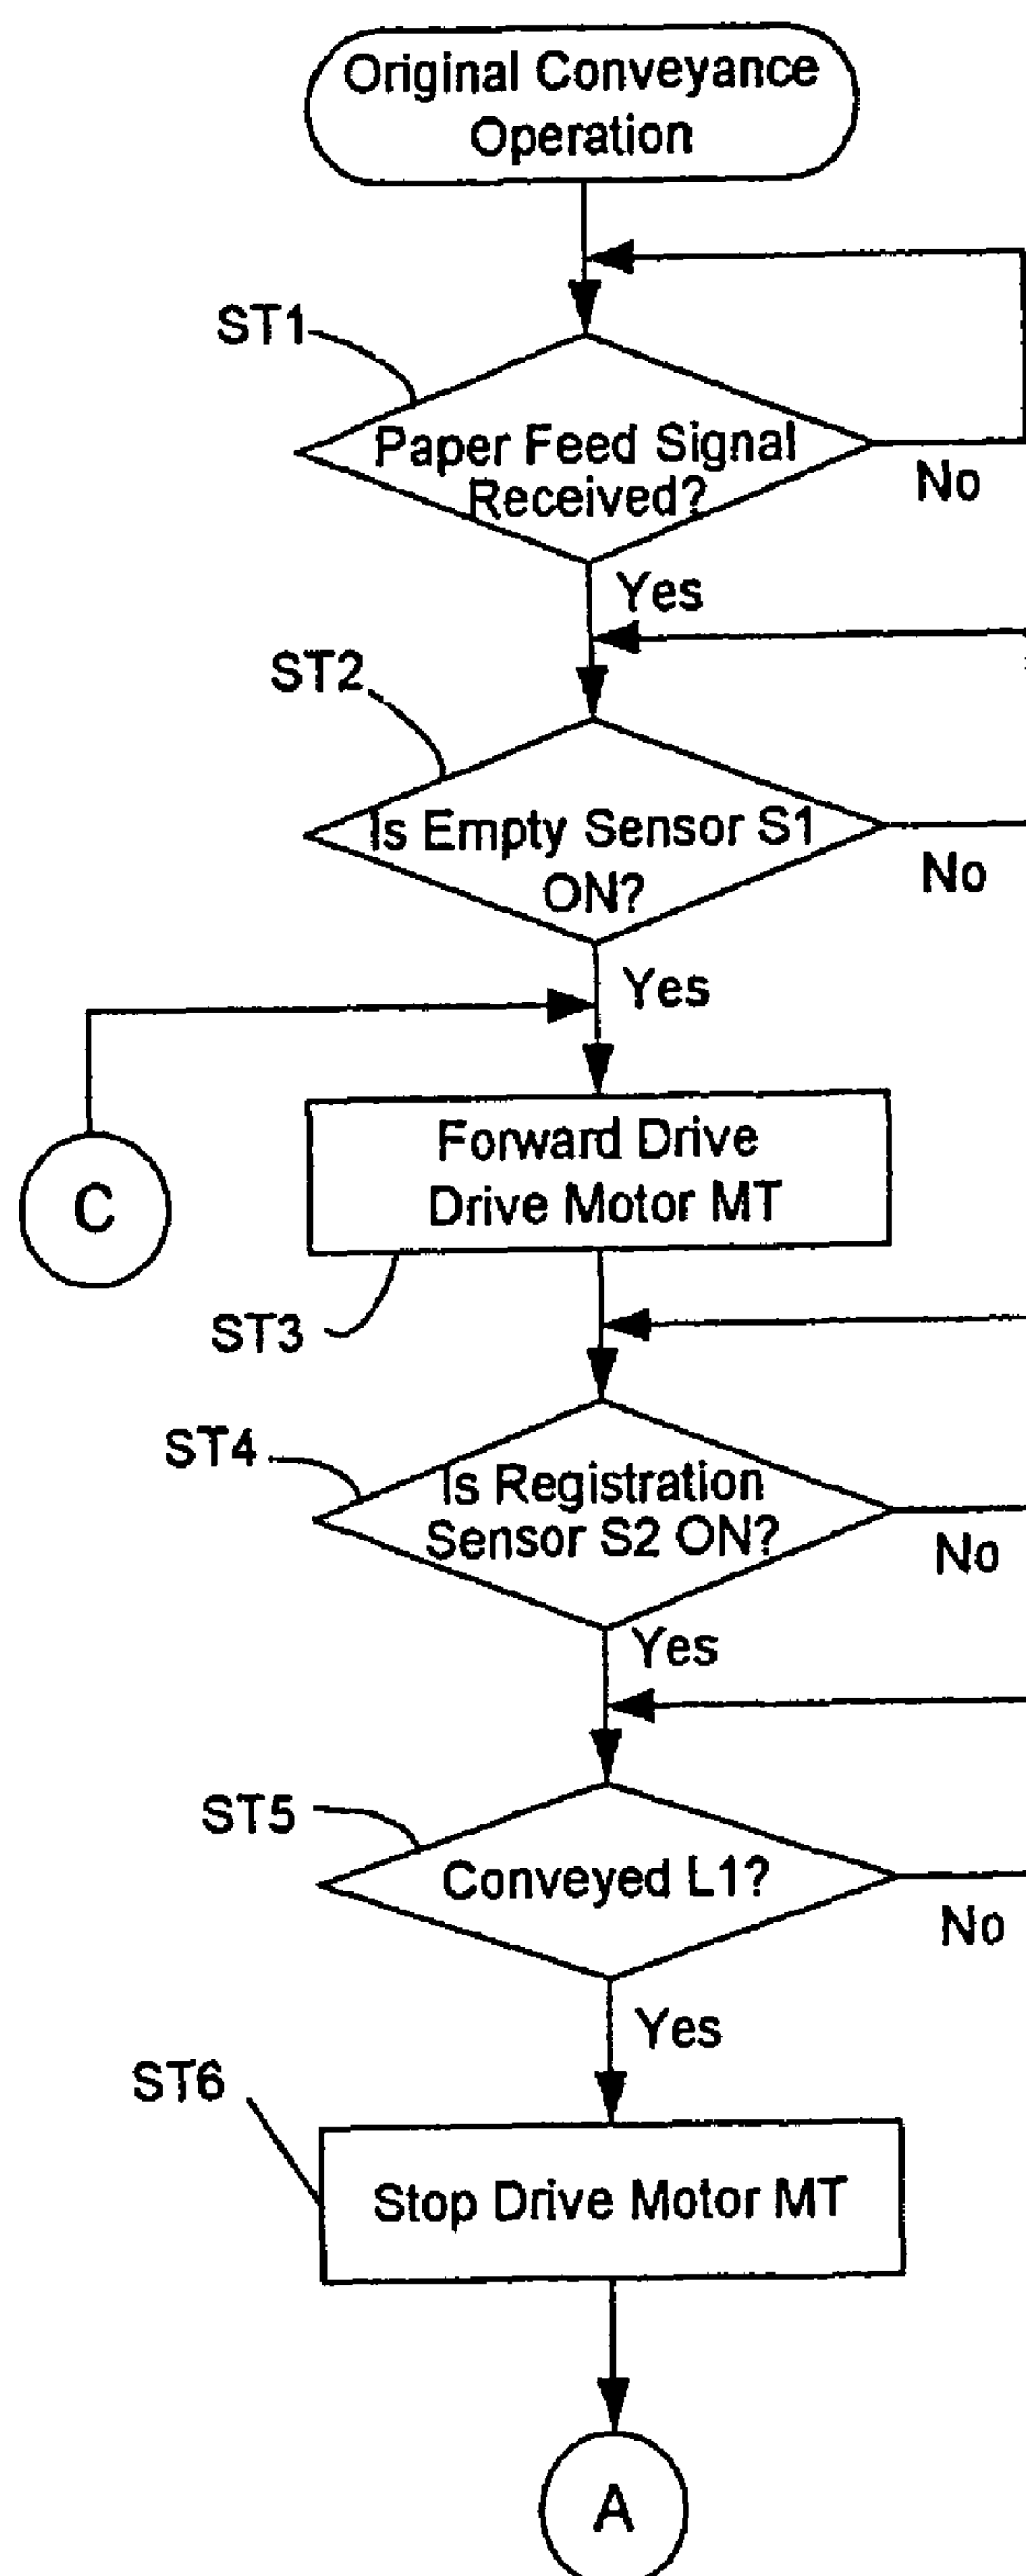 Original Conveyance
Operation
ST1
Paper Feed Signal
Received?
No
Yes
ST2
Is Empty Sensor S1
ON?
No
Yes
C
Forward Drive
Drive Motor MT
ST3
ST4
Is Registration
Sensor S2 ON?
No
Yes
ST5
Conveyed L1?
No
Yes
ST6
Stop Drive Motor MT
A